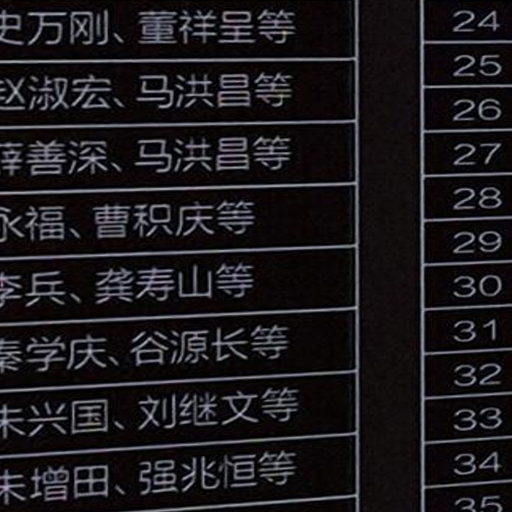 史万刚、董祥呈等
赵淑宏、马洪昌等
薛善深、马洪昌等
永福、曹积庆等
李兵、龚寿山等
秦学庆、谷源长等
朱兴国、刘继文等
朱增田、强兆恒等
24
25
26
27
28
29
30
31
32
33
34
35